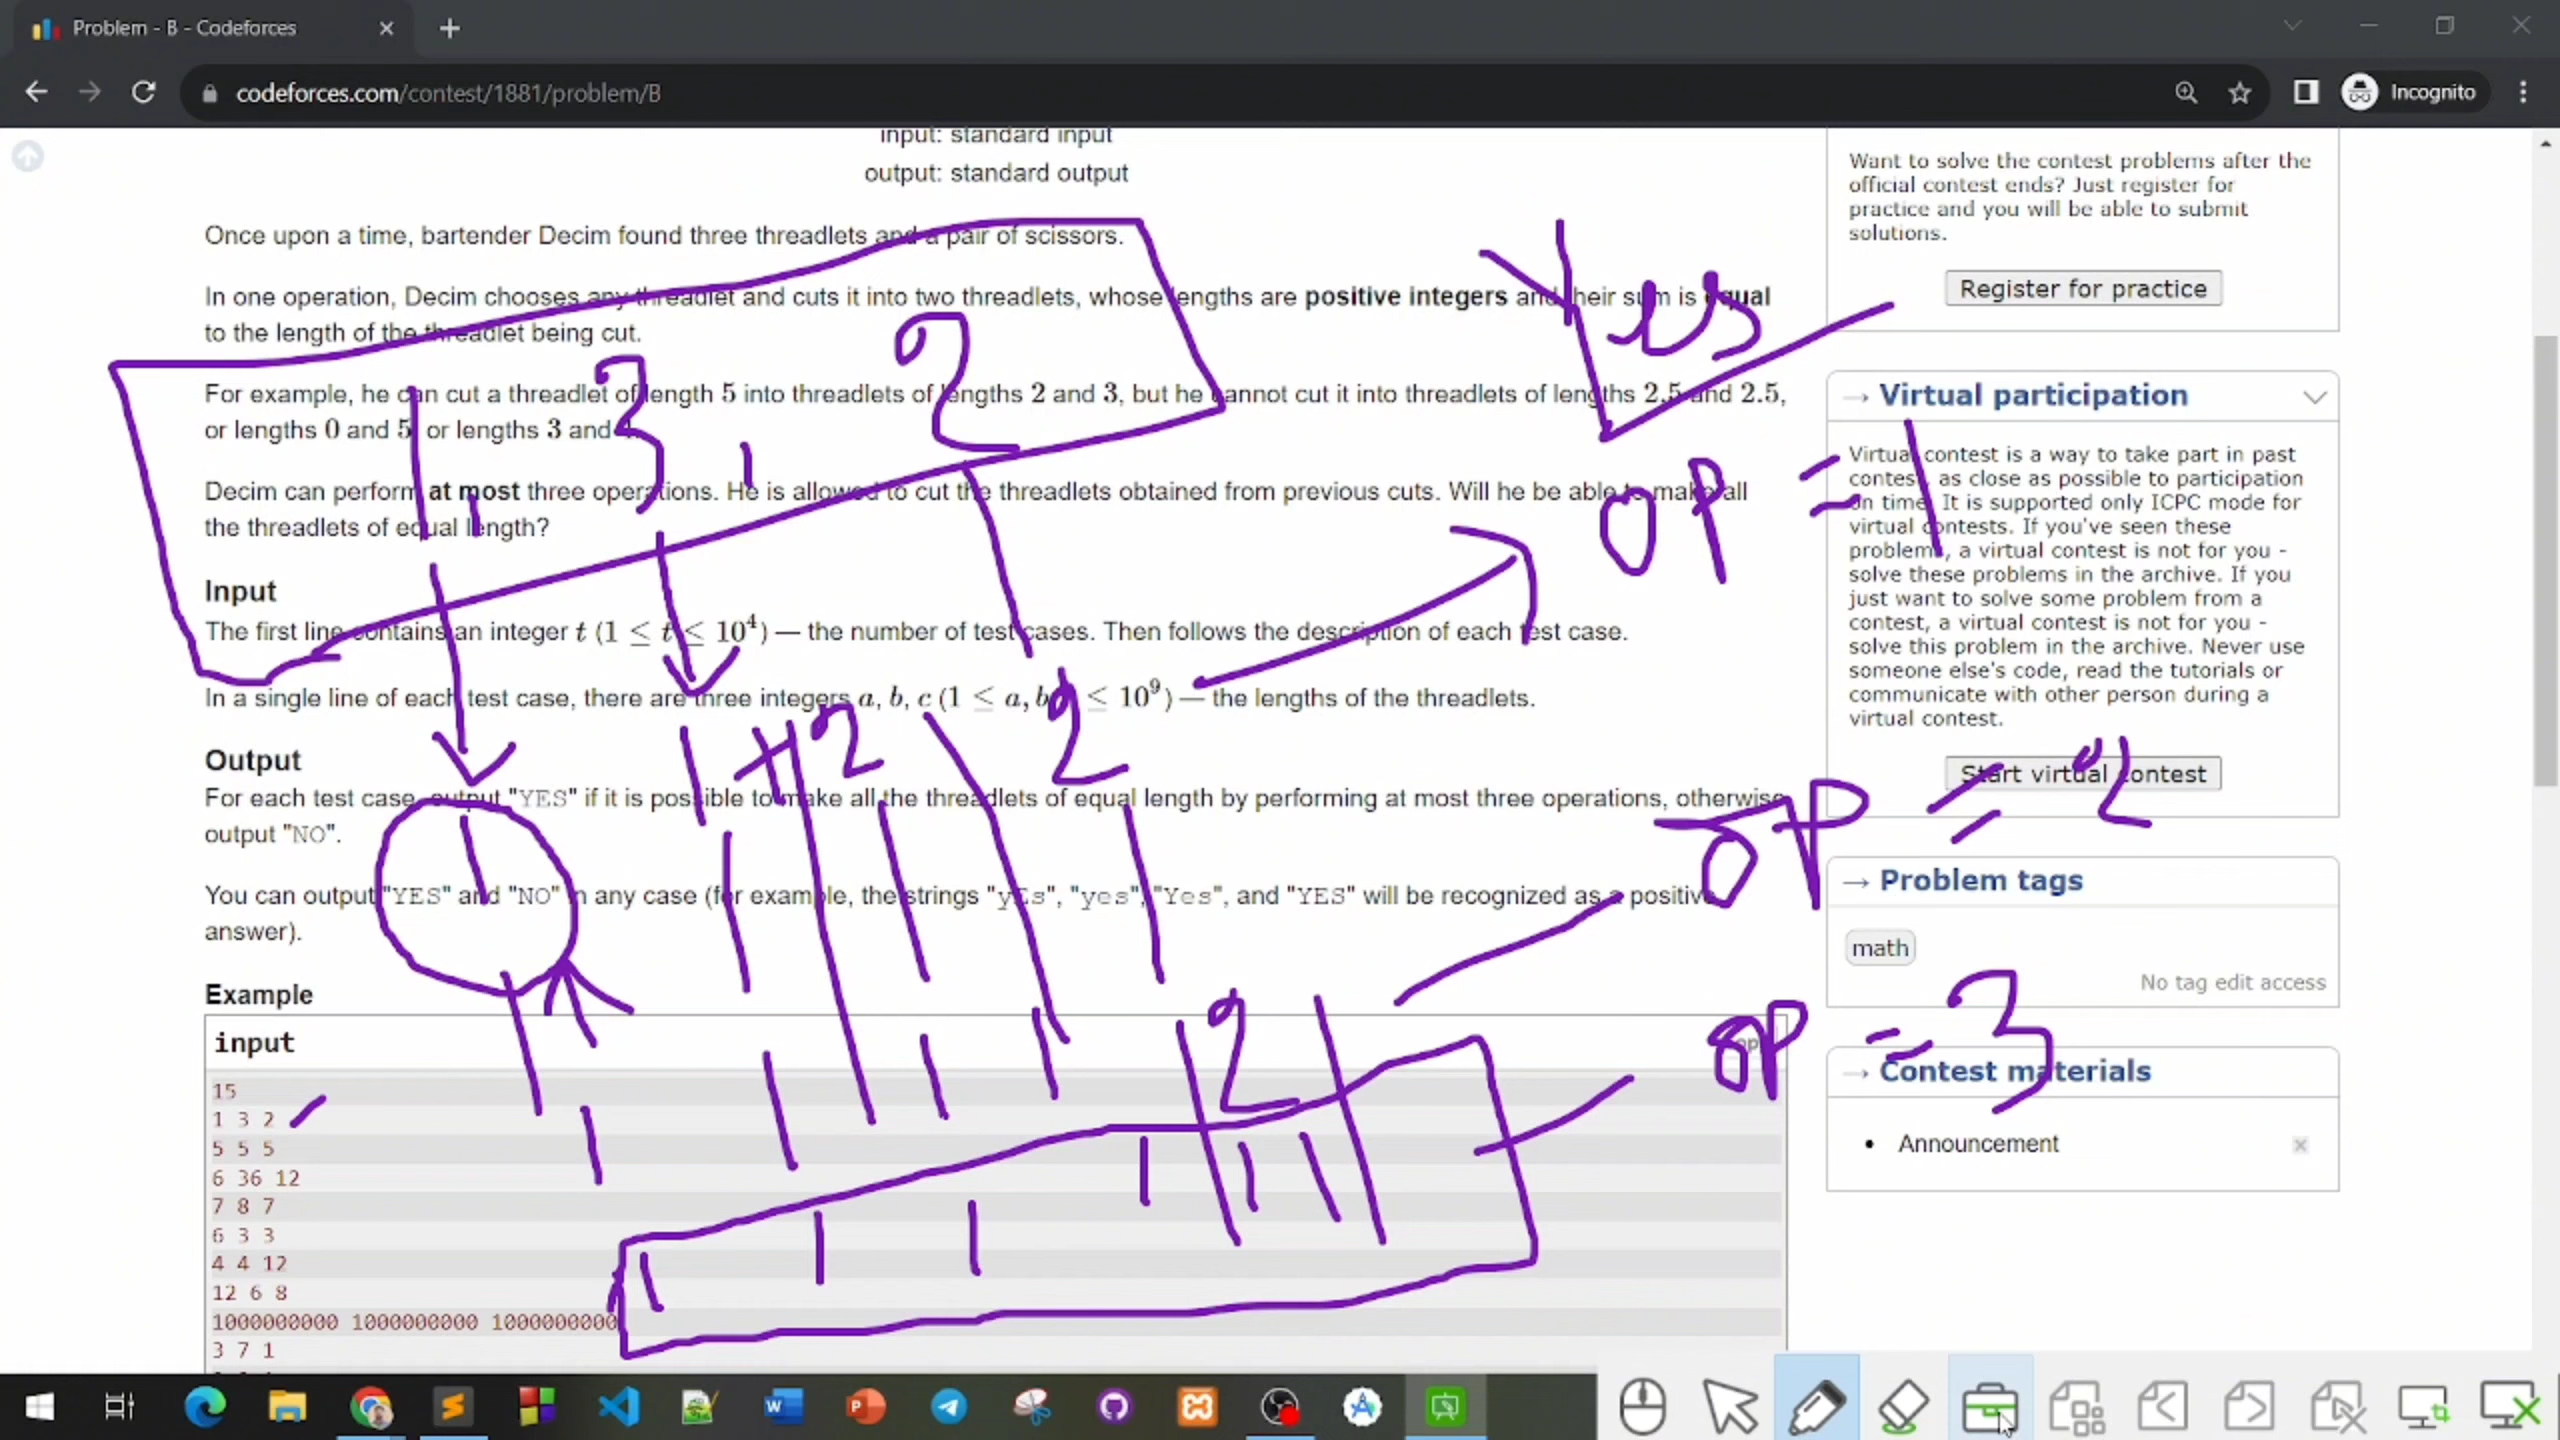 Problem - B - Codeforces
codeforces.com/contest/1881/problem/B
Incognito
input: standard input
output: standard output
Once upon a time, bartender Decim found three threadlets and a pair of scissors.
In one operation, Decim chooses any threadlet and cuts it into two threadlets, whose lengths are positive integers and their sum is equal
to the length of the threadlet being cut.
For example, he can cut a threadlet of length 5 into threadlets of lengths 2 and 3, but he cannot cut it into threadlets of lengths 2.5 and 2.5,
or lengths 0 and 5 or lengths 3 and
Decim can perform at most three operations. He is allowed to cut the threadlets obtained from previous cuts. Will he be able to make all
the threadlets of equal length?
Input
The first line contains an integer t (1 ≤ t ≤ 10⁴) — the number of test cases. Then follows the description of each test case.
In a single line of each test case, there are three integers a, b, c (1 ≤ a, b ≤ 10⁹) — the lengths of the threadlets.
Output
For each test case, output "YES" if it is possible to make all the threadlets of equal length by performing at most three operations, otherwise
output "NO".
You can output "YES" and "NO" in any case (for example, the strings "yEs", "yes", "Yes", and "YES" will be recognized as a positive
answer).
Example
input
15
1 3 2
5 5 5
6 36 12
7 8 7
6 3 3
4 4 12
12 6 8
1000000000 1000000000 1000000000
3 7 1
Want to solve the contest problems after the
official contest ends? Just register for
practice and you will be able to submit
solutions.
Register for practice
→ Virtual participation
Virtual contest is a way to take part in past
contest, as close as possible to participation
on time. It is supported only ICPC mode for
virtual contests. If you've seen these
problems, a virtual contest is not for you -
solve these problems in the archive. If you
just want to solve some problem from a
contest, a virtual contest is not for you -
solve this problem in the archive. Never use
someone else's code, read the tutorials or
communicate with other person during a
virtual contest.
Start virtual contest
→ Problem tags
math
No tag edit access
→ Contest materials
Announcement
1, 3, 2
Yes
OP = 1
1 + 2 2
OP = 2
1
1 1 1 1
2
OP = 3
1 1 1 1 1 1